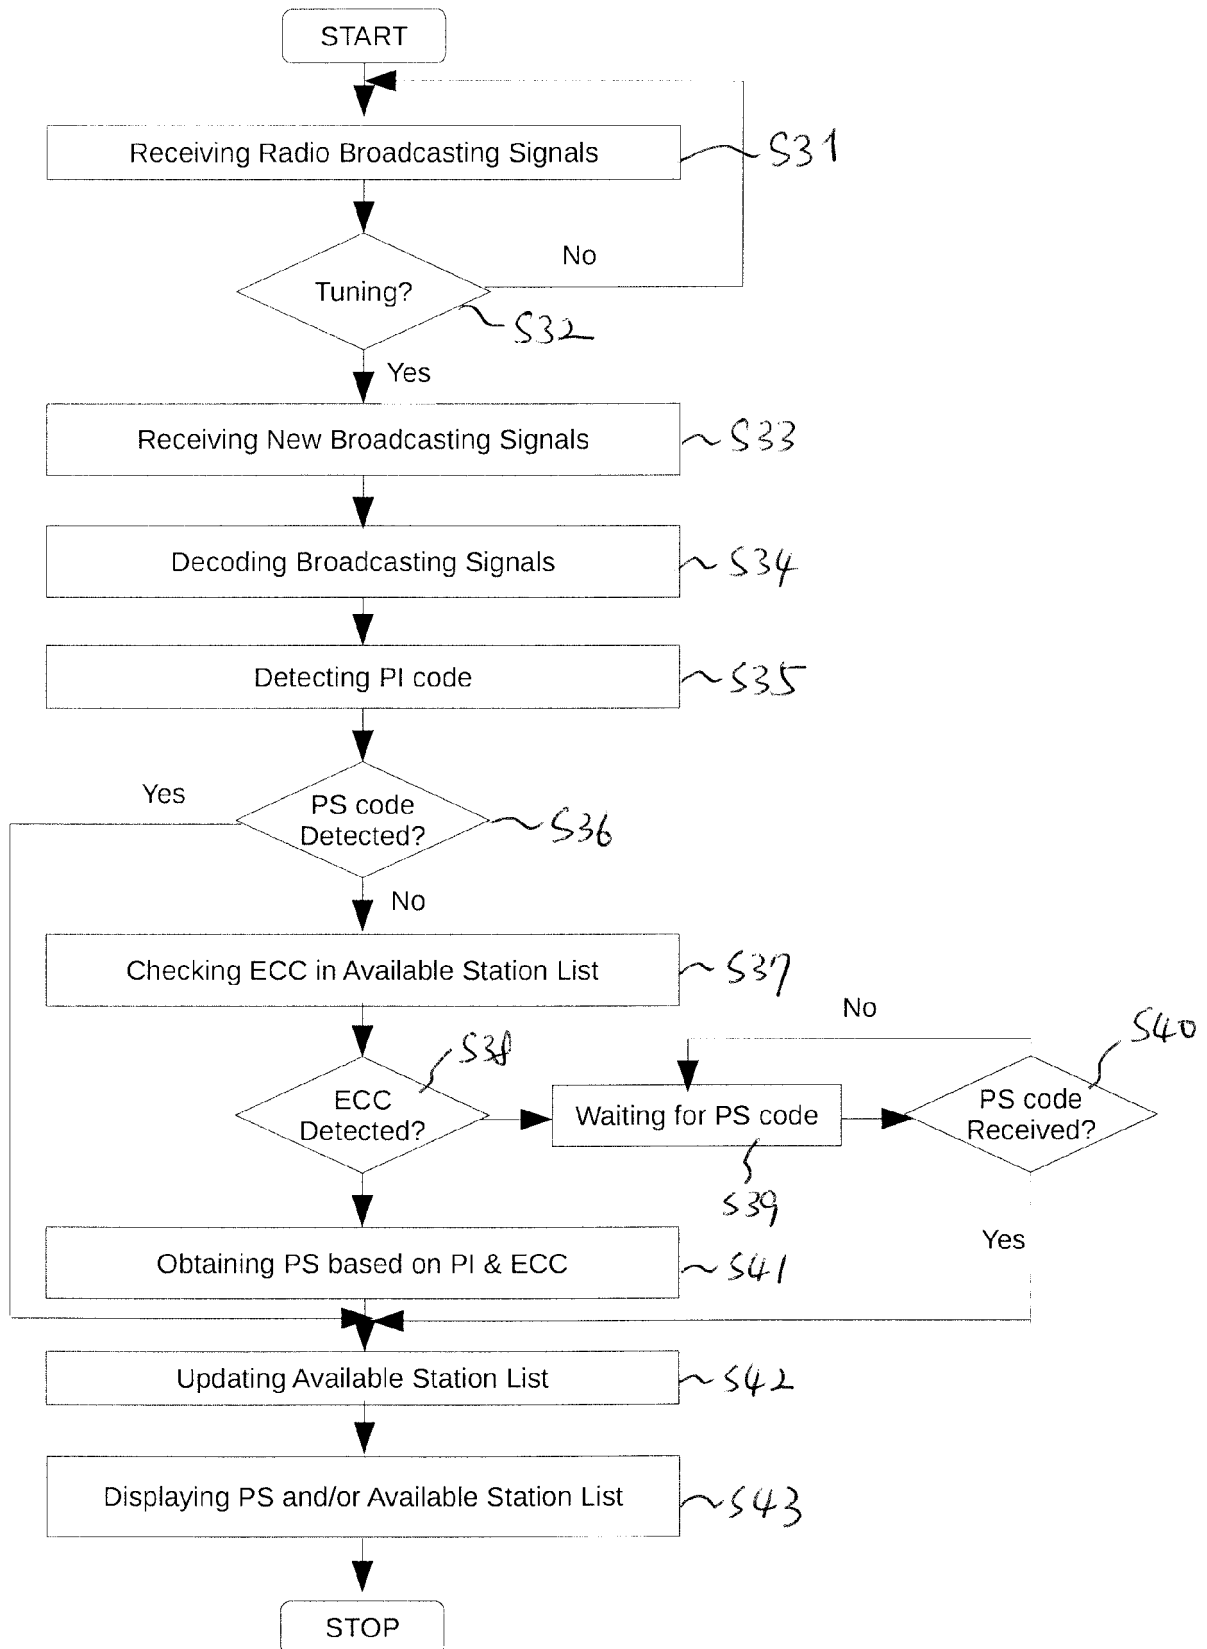 START
Receiving Radio Broadcasting Signals
S31
No
Tuning?
S32
Yes
Receiving New Broadcasting Signals
S33
Decoding Broadcasting Signals
S34
Detecting PI code
S35
Yes
PS code
Detected?
S36
No
Checking ECC in Available Station List
S37
No
S40
S38
ECC
Detected?
Waiting for PS code
PS code
Received?
S39
Yes
Obtaining PS based on PI & ECC
S41
Updating Available Station List
S42
Displaying PS and/or Available Station List
S43
STOP